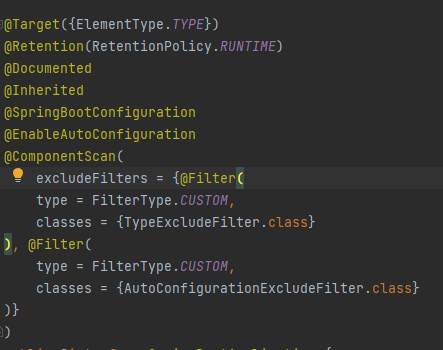 @Target({ElementType.TYPE})
@Retention(RetentionPolicy.RUNTIME)
@Documented
@Inherited
@SpringBootConfiguration
@EnableAutoConfiguration
@ComponentScan(
excludeFilters = {@Filter(
type = FilterType.CUSTOM,
classes = {TypeExcludeFilter.class}
), @Filter(
type = FilterType.CUSTOM,
classes = {AutoConfigurationExcludeFilter.class}
)}
)